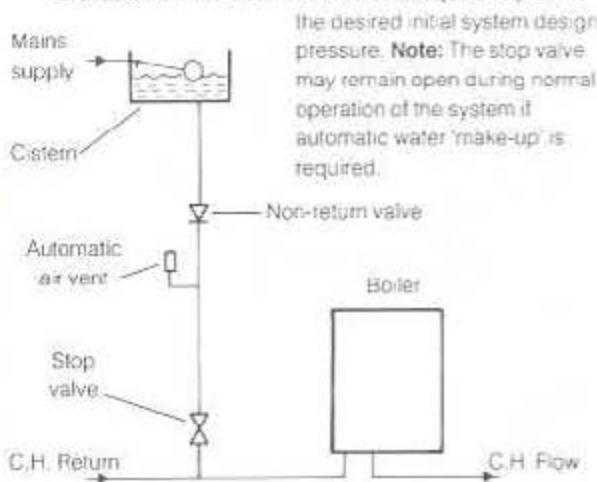 the desired initial system design
pressure. Note: The stop valve
may remain open during normal
operation of the system if
automatic water 'make-up' is
required.
Mains
supply
Cistern
Non-return valve
Automatic
air vent
Boiler
Stop
valve
C.H. Return
C.H. Flow